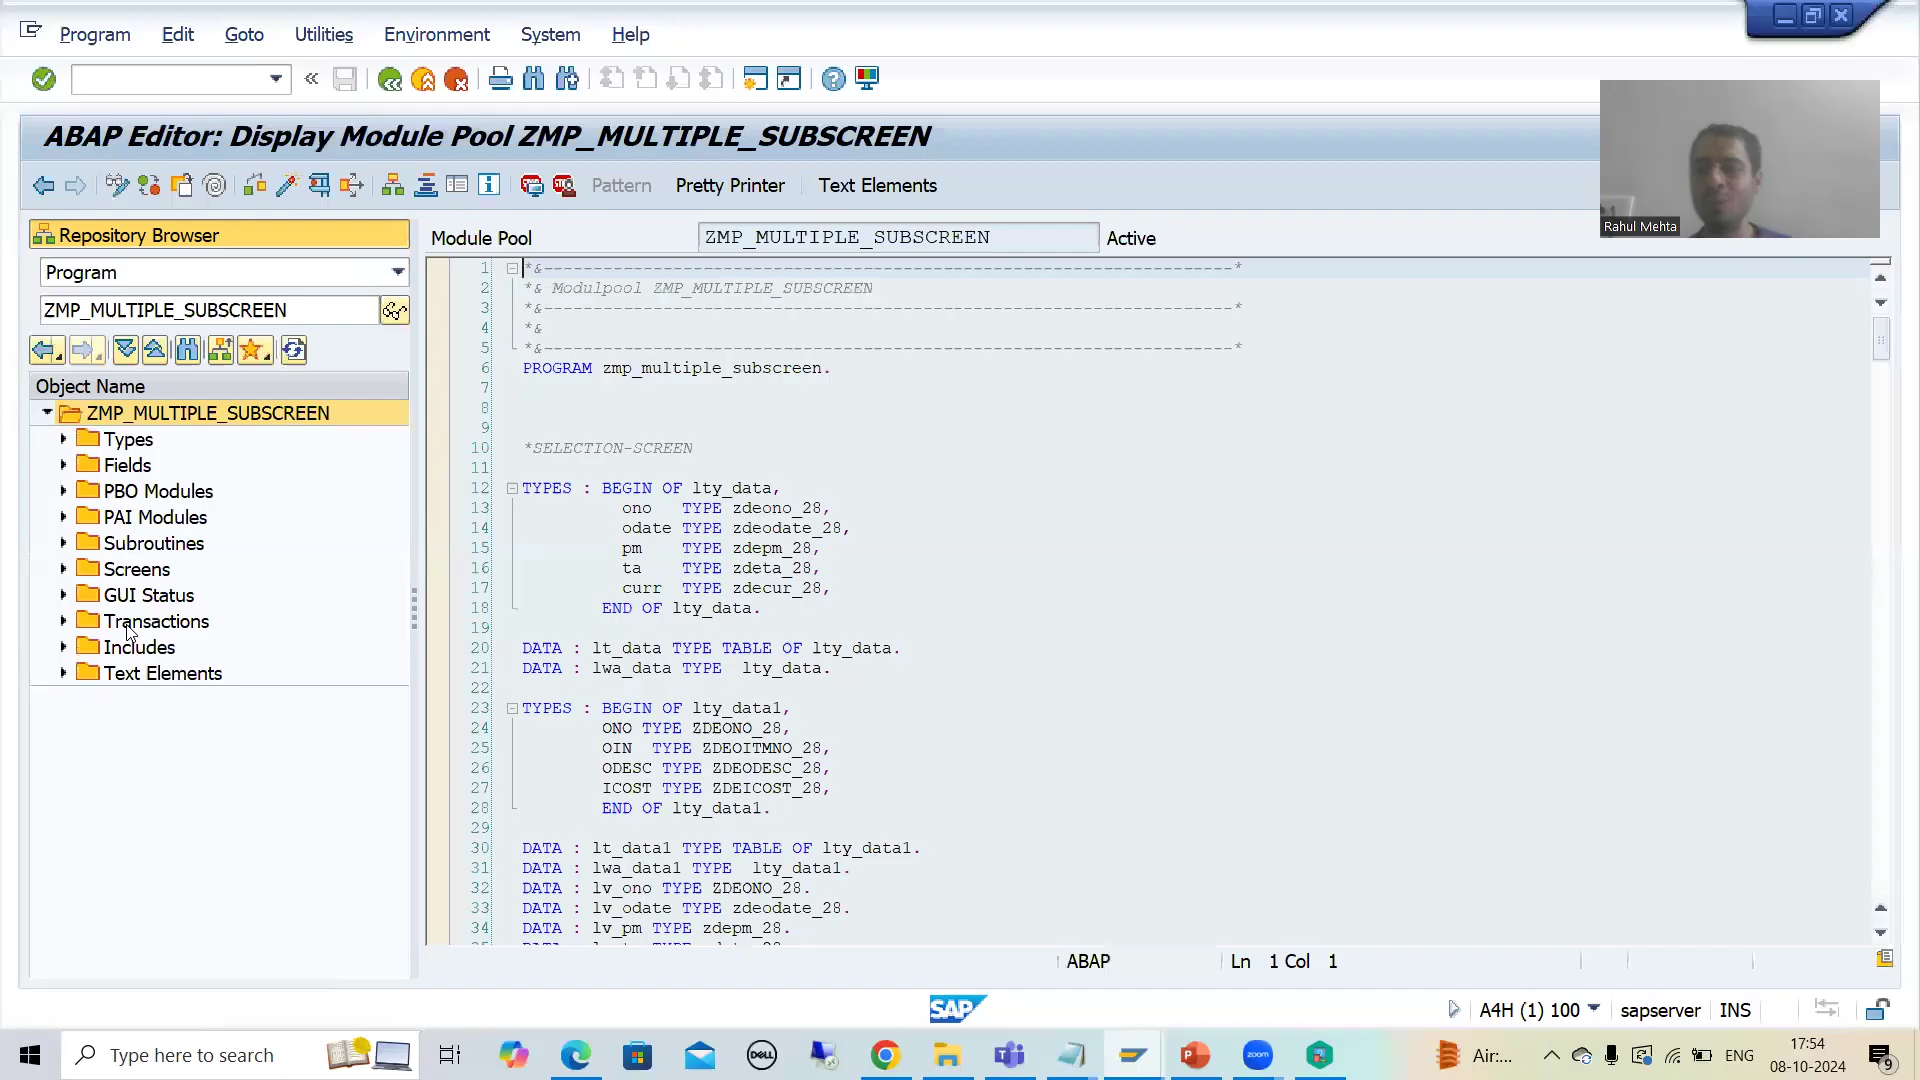 Program Edit Goto Utilities Environment System Help
ABAP Editor: Display Module Pool ZMP_MULTIPLE_SUBSCREEN
Pattern Pretty Printer Text Elements
Rahul Mehta
Repository Browser
Program
ZMP_MULTIPLE_SUBSCREEN
Object Name
ZMP_MULTIPLE_SUBSCREEN
Types
Fields
PBO Modules
PAI Modules
Subroutines
Screens
GUI Status
Transactions
Includes
Text Elements
Module Pool ZMP_MULTIPLE_SUBSCREEN Active
1 *&---------------------------------------------------------------------*
2 *& Modulpool ZMP_MULTIPLE_SUBSCREEN
3 *&---------------------------------------------------------------------*
4 *&
5 *&---------------------------------------------------------------------*
6 PROGRAM zmp_multiple_subscreen.
7
8
9
10 *SELECTION-SCREEN
11
12 TYPES : BEGIN OF lty_data,
13 ono TYPE zdeono_28,
14 odate TYPE zdeodate_28,
15 pm TYPE zdepm_28,
16 ta TYPE zdeta_28,
17 curr TYPE zdecur_28,
18 END OF lty_data.
19
20 DATA : lt_data TYPE TABLE OF lty_data.
21 DATA : lwa_data TYPE lty_data.
22
23 TYPES : BEGIN OF lty_data1,
24 ONO TYPE ZDEONO_28,
25 OIN TYPE ZDEOITMNO_28,
26 ODESC TYPE ZDEODESC_28,
27 ICOST TYPE ZDEICOST_28,
28 END OF lty_data1.
29
30 DATA : lt_data1 TYPE TABLE OF lty_data1.
31 DATA : lwa_data1 TYPE lty_data1.
32 DATA : lv_ono TYPE ZDEONO_28.
33 DATA : lv_odate TYPE zdeodate_28.
34 DATA : lv_pm TYPE zdepm_28.
ABAP Ln 1 Col 1
SAP
A4H (1) 100 sapserver INS
Type here to search
DELL
zoom
Air:...
ENG
17:54
08-10-2024
9